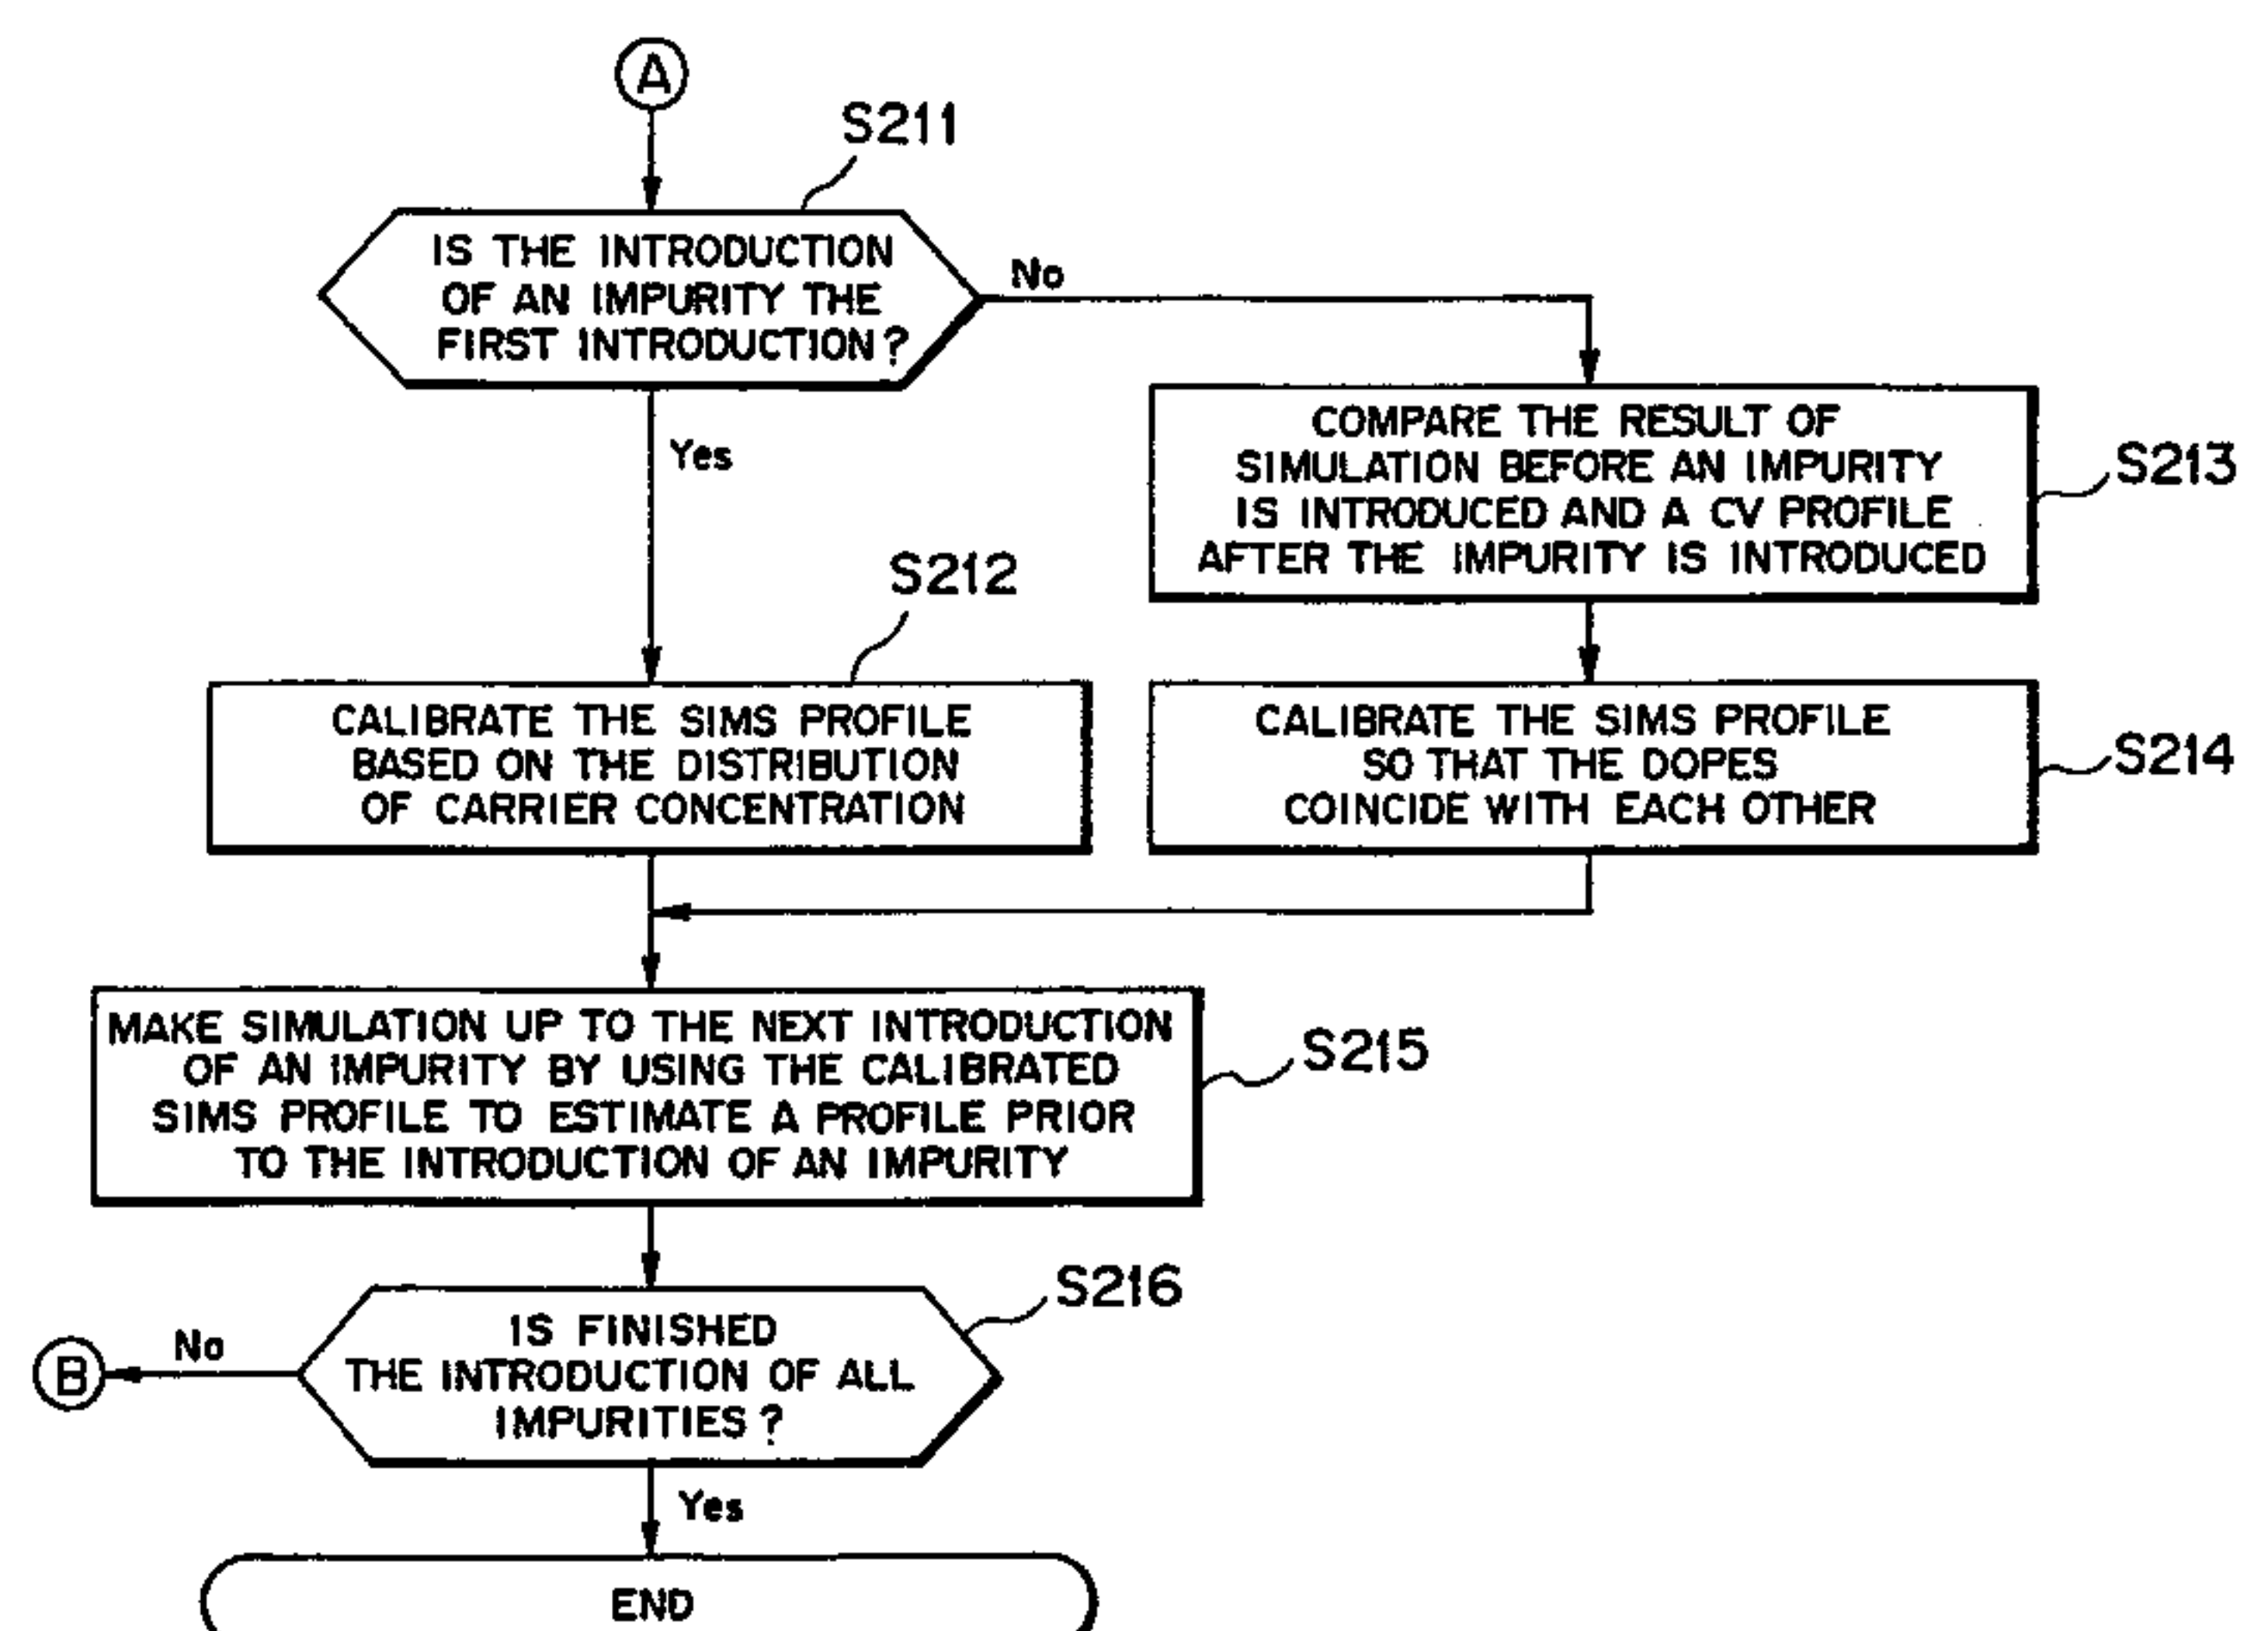 A
S211
IS THE INTRODUCTION
OF AN IMPURITY THE
FIRST INTRODUCTION?
No
Yes
COMPARE THE RESULT OF
SIMULATION BEFORE AN IMPURITY
IS INTRODUCED AND A CV PROFILE
AFTER THE IMPURITY IS INTRODUCED
S213
S212
CALIBRATE THE SIMS PROFILE
BASED ON THE DISTRIBUTION
OF CARRIER CONCENTRATION
CALIBRATE THE SIMS PROFILE
SO THAT THE DOPES
COINCIDE WITH EACH OTHER
S214
MAKE SIMULATION UP TO THE NEXT INTRODUCTION
OF AN IMPURITY BY USING THE CALIBRATED
SIMS PROFILE TO ESTIMATE A PROFILE PRIOR
TO THE INTRODUCTION OF AN IMPURITY
S215
S216
IS FINISHED
THE INTRODUCTION OF ALL
IMPURITIES?
No
B
Yes
END